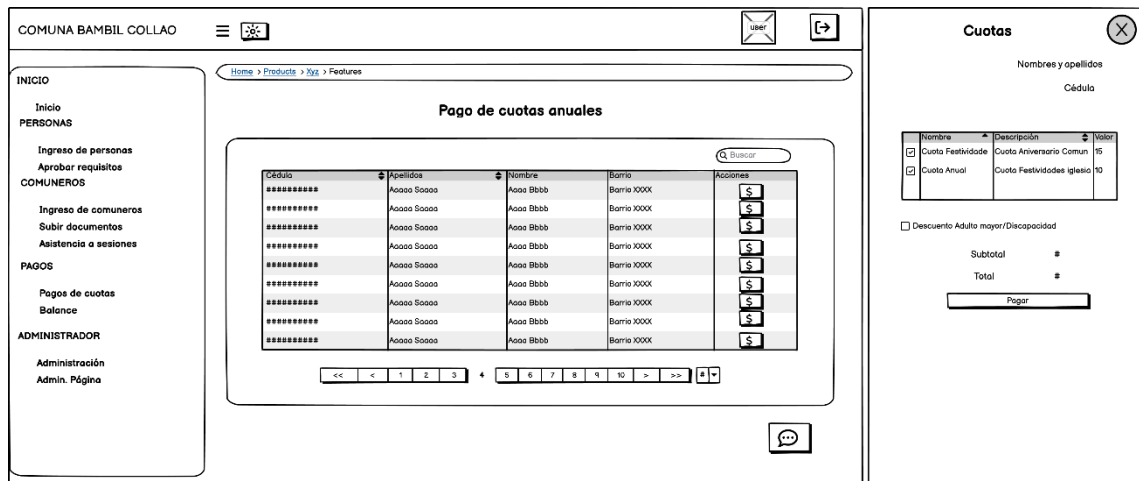 COMUNA BAMBIL COLLAO
user
INICIO
Inicio
PERSONAS
Ingreso de personas
Aprobar requisitos
COMUNEROS
Ingreso de comuneros
Subir documentos
Asistencia a sesiones
PAGOS
Pagos de cuotas
Balance
ADMINISTRADOR
Administración
Admin. Página
Home > Products > Xyz > Features
Pago de cuotas anuales
Buscar
Cédula Apellidos Nombre Barrio Acciones
########## Aaaaa Saaaa Aaaa Bbbb Barrio XXXX $
########## Aaaaa Saaaa Aaaa Bbbb Barrio XXXX $
########## Aaaaa Saaaa Aaaa Bbbb Barrio XXXX $
########## Aaaaa Saaaa Aaaa Bbbb Barrio XXXX $
########## Aaaaa Saaaa Aaaa Bbbb Barrio XXXX $
########## Aaaaa Saaaa Aaaa Bbbb Barrio XXXX $
########## Aaaaa Saaaa Aaaa Bbbb Barrio XXXX $
########## Aaaaa Saaaa Aaaa Bbbb Barrio XXXX $
########## Aaaaa Saaaa Aaaa Bbbb Barrio XXXX $
<< < 1 2 3 4 5 6 7 8 9 10 > >> #
Cuotas
X
Nombres y apellidos
Cédula
Nombre Descripción Valor
Cuota Festividade Cuota Aniversario Comun 15
Cuota Anual Cuota Festividades iglesia 10
Descuento Adulto mayor/Discapacidad
Subtotal #
Total #
Pagar